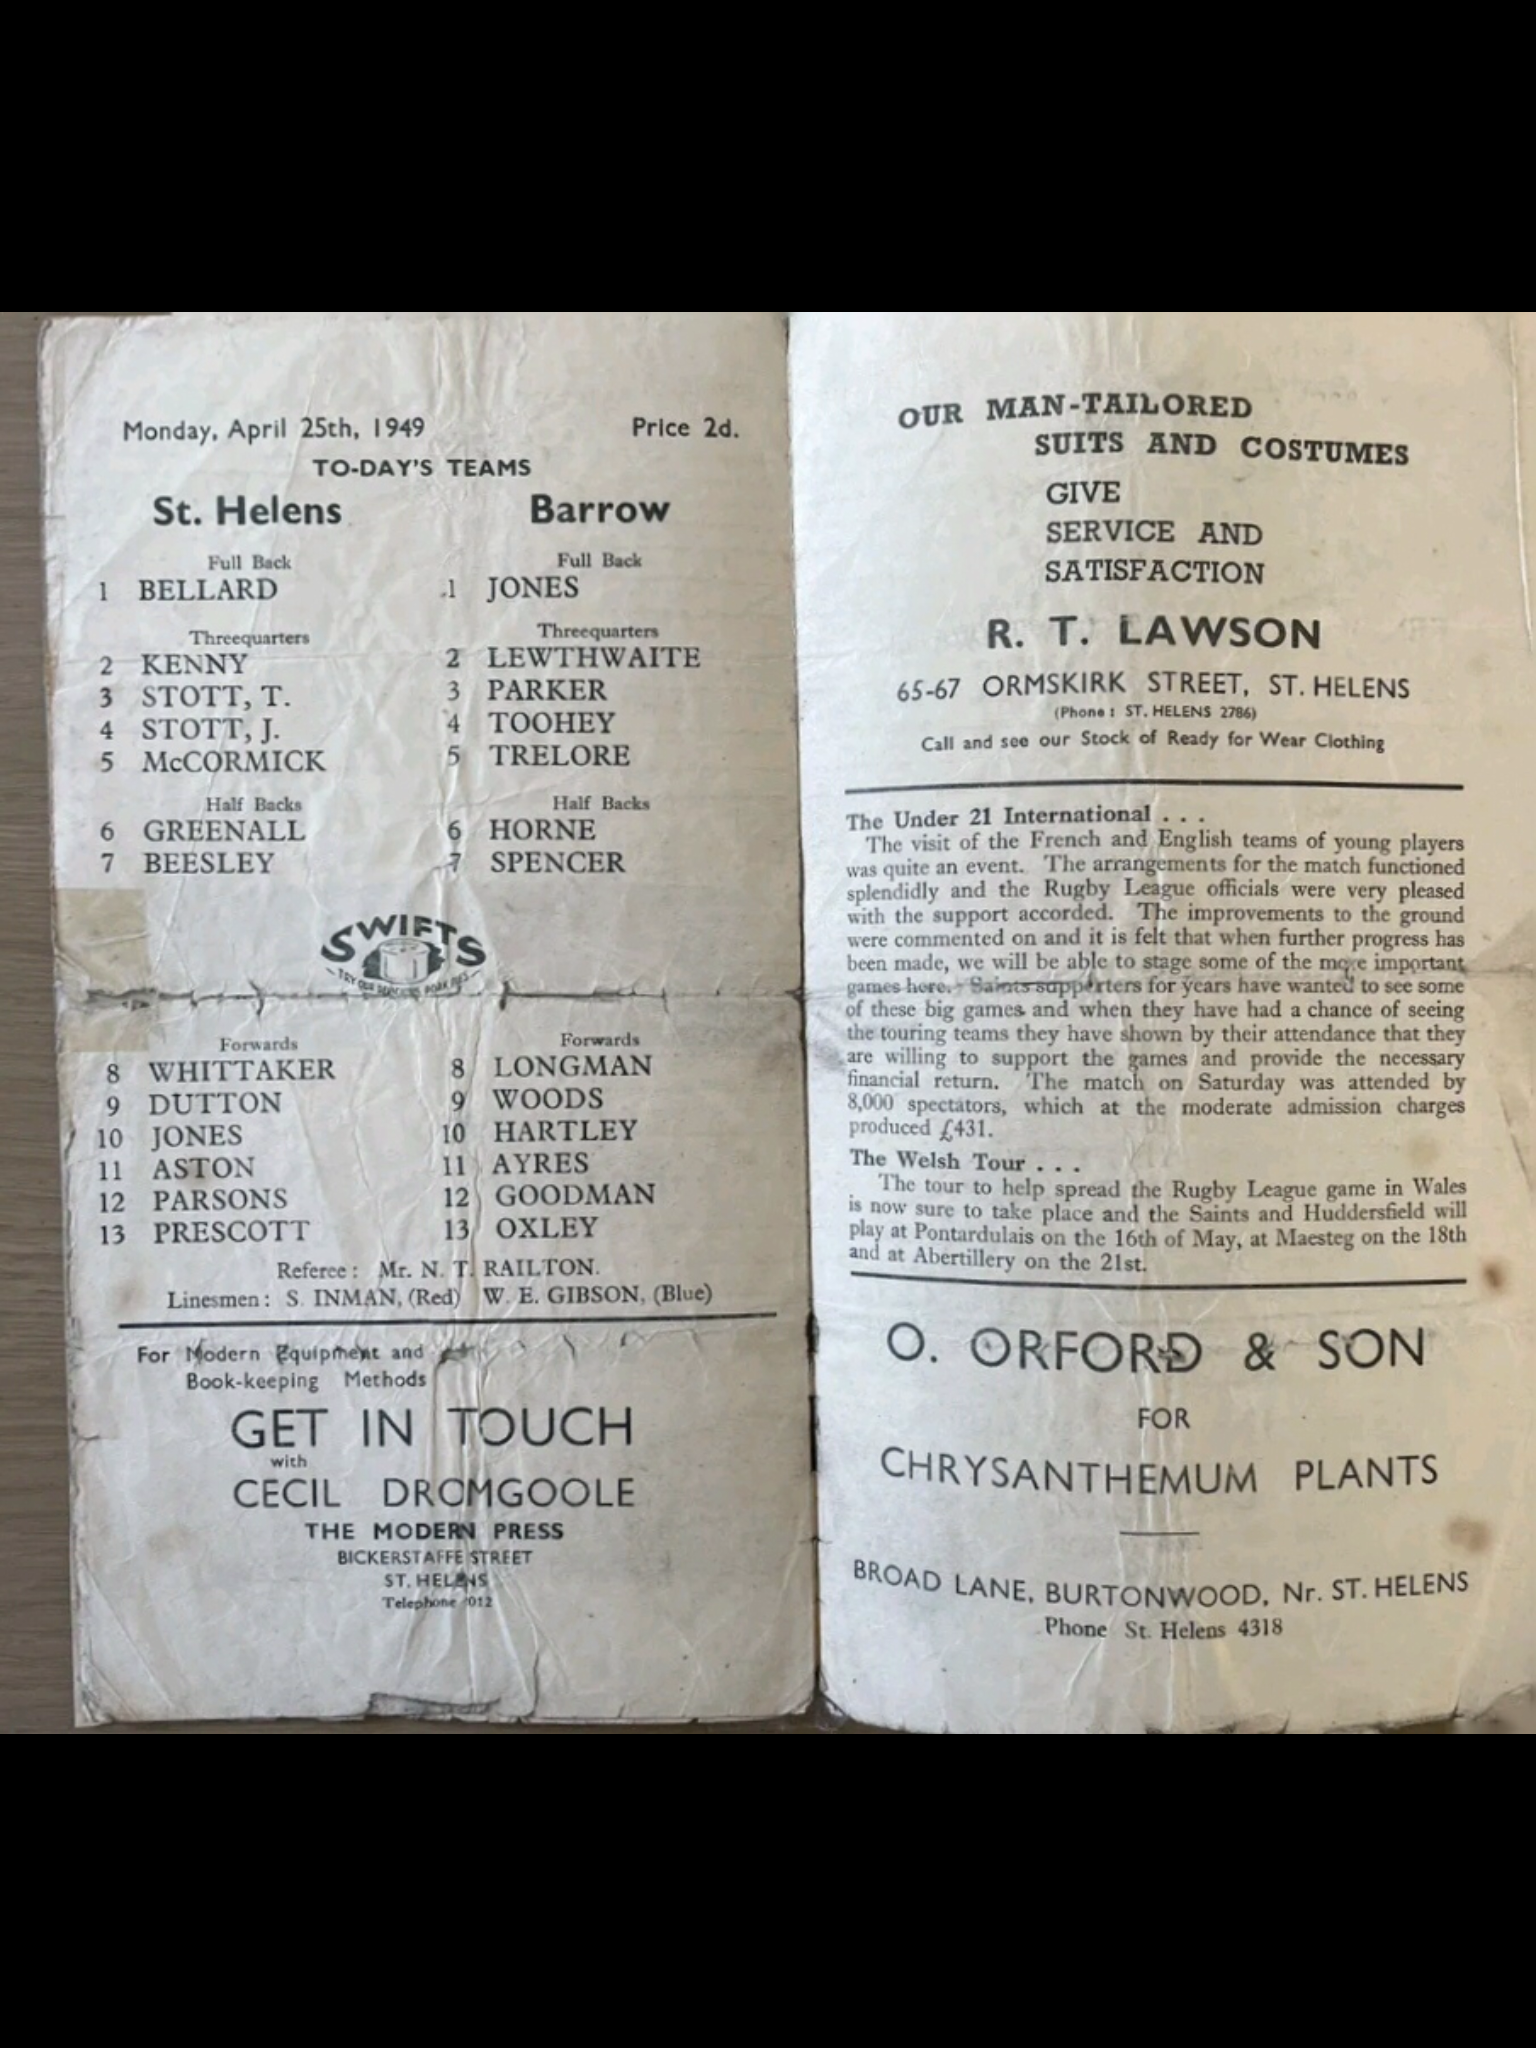 Monday, April 25th, 1949 Price 2d.
TO-DAY'S TEAMS
St. Helens Barrow
Full Back Full Back
1 BELLARD 1 JONES
Threequarters Threequarters
2 KENNY 2 LEWTHWAITE
3 STOTT, T. 3 PARKER
4 STOTT, J. 4 TOOHEY
5 McCORMICK 5 TRELORE
Half Backs Half Backs
6 GREENALL 6 HORNE
7 BEESLEY 7 SPENCER
SWIFTS
TRY OUR PORK PIES
Forwards Forwards
8 WHITTAKER 8 LONGMAN
9 DUTTON 9 WOODS
10 JONES 10 HARTLEY
11 ASTON 11 AYRES
12 PARSONS 12 GOODMAN
13 PRESCOTT 13 OXLEY
Referee: Mr. N. T. RAILTON.
Linesmen: S. INMAN, (Red) W. E. GIBSON, (Blue)
For Modern Equipment and
Book-keeping Methods
GET IN TOUCH
with
CECIL DROMGOOLE
THE MODERN PRESS
BICKERSTAFFE STREET
ST. HELENS
Telephone
OUR MAN-TAILORED
SUITS AND COSTUMES
GIVE
SERVICE AND
SATISFACTION
R. T. LAWSON
65-67 ORMSKIRK STREET, ST. HELENS
(Phone: ST. HELENS 2786)
Call and see our Stock of Ready for Wear Clothing
The Under 21 International . . .
The visit of the French and English teams of young players
was quite an event. The arrangements for the match functioned
splendidly and the Rugby League officials were very pleased
with the support accorded. The improvements to the ground
were commented on and it is felt that when further progress has
been made, we will be able to stage some of the more important
games here. Saints supporters for years have wanted to see some
of these big games and when they have had a chance of seeing
the touring teams they have shown by their attendance that they
are willing to support the games and provide the necessary
financial return. The match on Saturday was attended by
8,000 spectators, which at the moderate admission charges
produced £431.
The Welsh Tour . . .
The tour to help spread the Rugby League game in Wales
is now sure to take place and the Saints and Huddersfield will
play at Pontardulais on the 16th of May, at Maesteg on the 18th
and at Abertillery on the 21st.
O. ORFORD & SON
FOR
CHRYSANTHEMUM PLANTS
BROAD LANE, BURTONWOOD, Nr. ST. HELENS
Phone St. Helens 4318